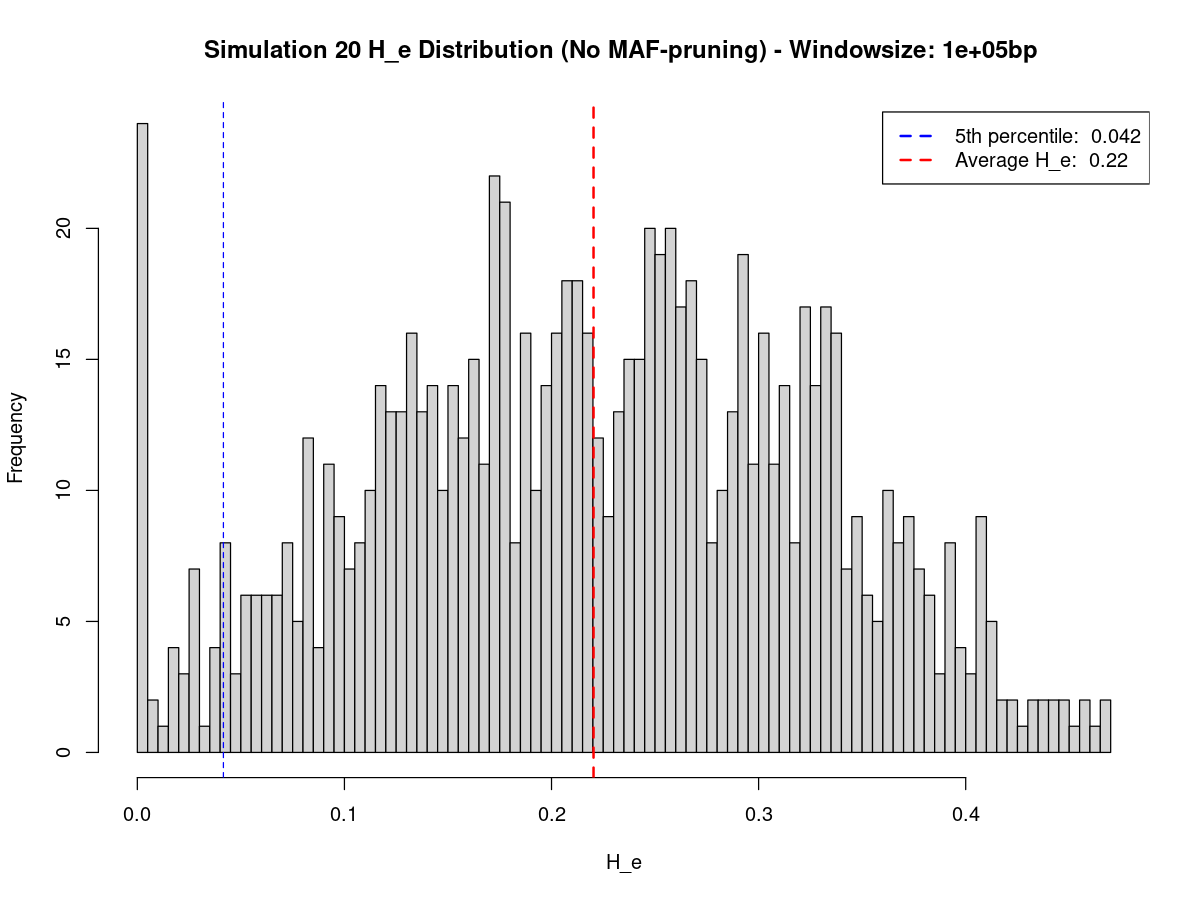 Simulation 20 H_e Distribution (No MAF-pruning) - Windowsize: 1e+05bp
5th percentile:  0.042
Average H_e:  0.22
Frequency
20
15
10
5
0
0.0 0.1 0.2 0.3 0.4
H_e